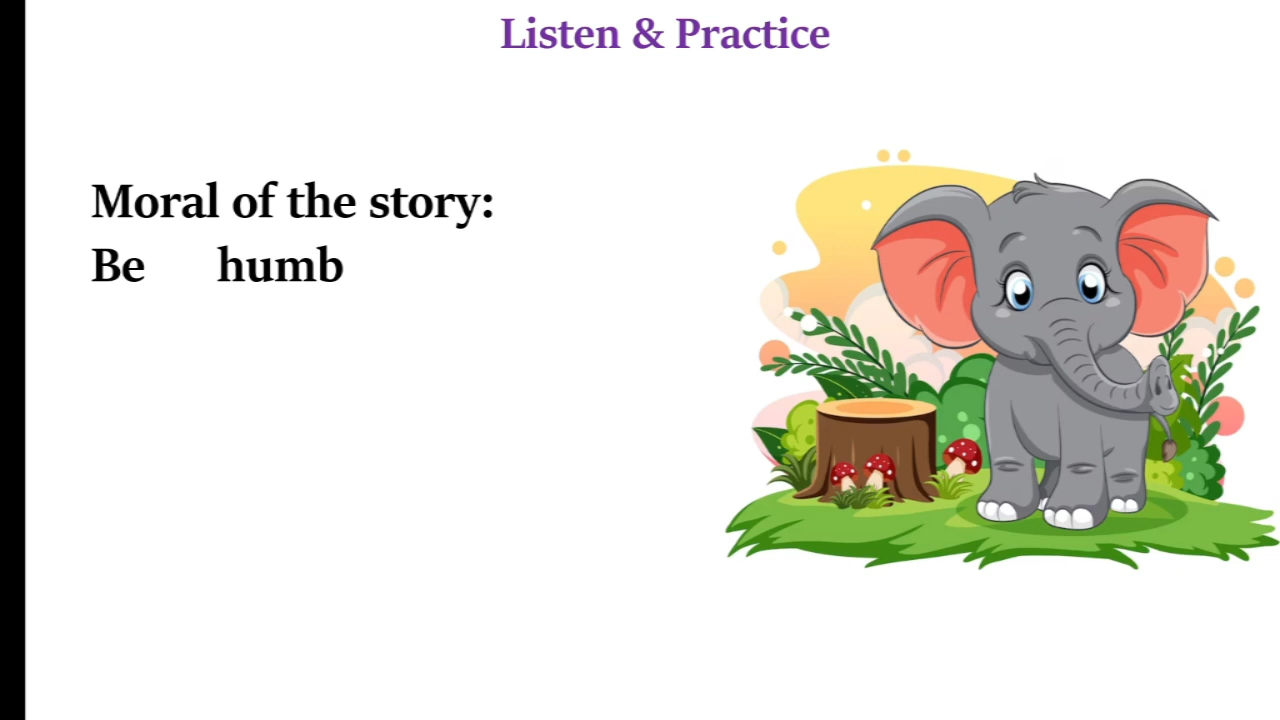 Listen & Practice
Moral of the story:
Be humb